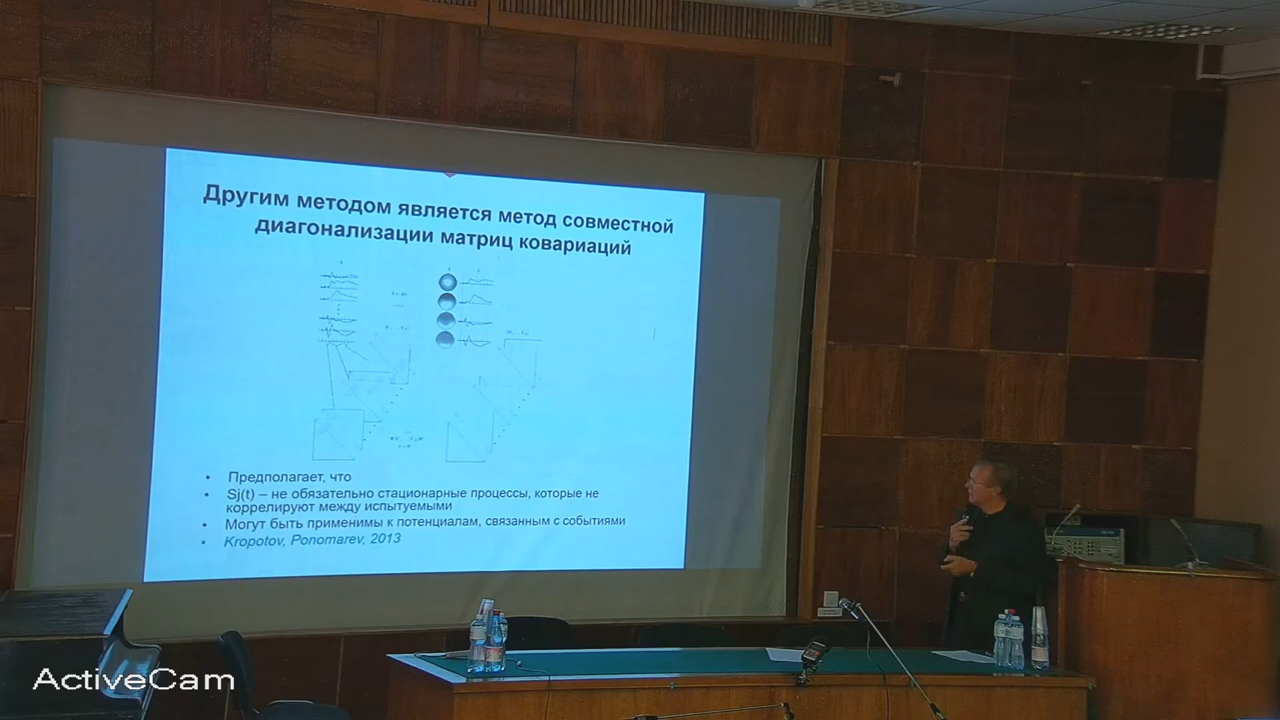 Другим методом является метод совместной
диагонализации матриц ковариаций
• Предполагает, что
• Sj(t) – не обязательно стационарные процессы, которые не
коррелируют между испытуемыми
• Могут быть применимы к потенциалам, связанным с событиями
• Kropotov, Ponomarev, 2013
ActiveCam